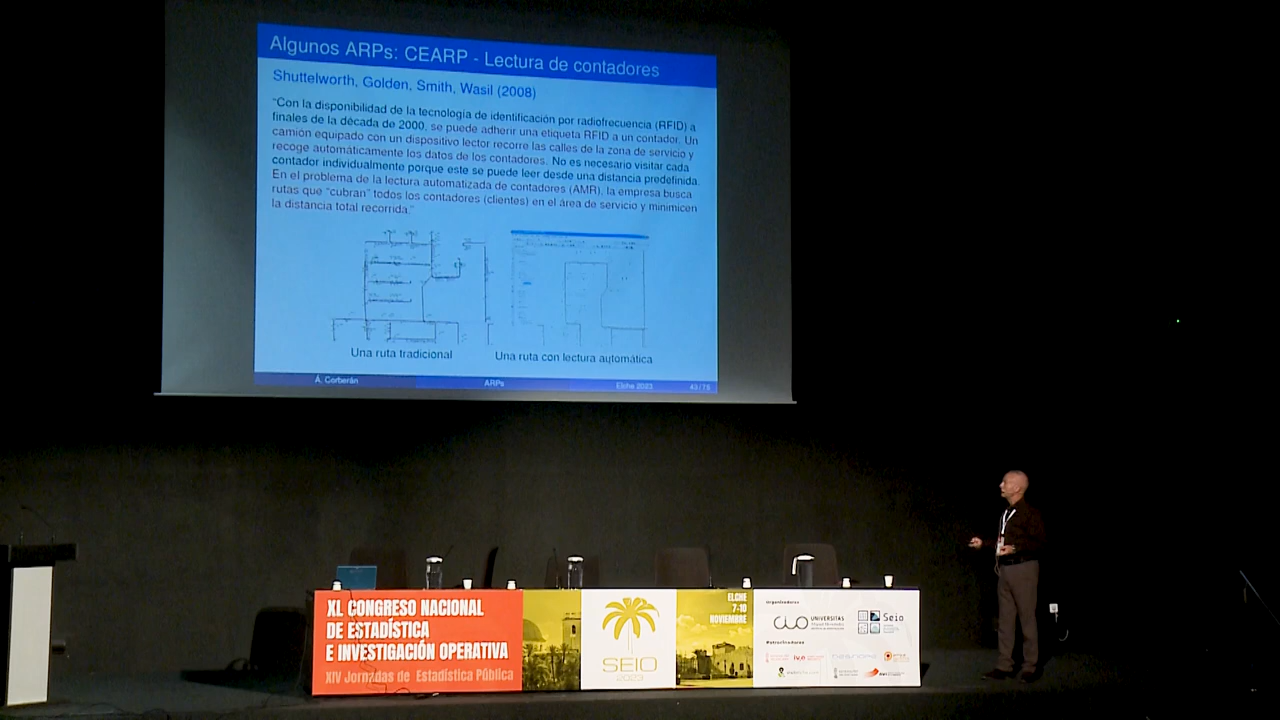 Algunos ARPs: CEARP - Lectura de contadores
Shuttelworth, Golden, Smith, Wasil (2008)
"Con la disponibilidad de la tecnología de identificación por radiofrecuencia (RFID) a
finales de la década de 2000, se puede adherir una etiqueta RFID a un contador. Un
camión equipado con un dispositivo lector recorre las calles de la zona de servicio y
recoge automáticamente los datos de los contadores. No es necesario visitar cada
contador individualmente porque este se puede leer desde una distancia predefinida.
En el problema de la lectura automatizada de contadores (AMR), la empresa busca
rutas que "cubran" todos los contadores (clientes) en el área de servicio y minimicen
la distancia total recorrida."
Una ruta tradicional
Una ruta con lectura automática
Á. Corberán
ARPs
Elche 2023
43 / 75
XL CONGRESO NACIONAL
DE ESTADÍSTICA
E INVESTIGACIÓN OPERATIVA
XIV Jornadas de Estadística Pública
SEIO
2023
ELCHE
7-10
NOVIEMBRE
Organizadores
UNIVERSITAS
Miguel Hernández
Seio
Patrocinadores